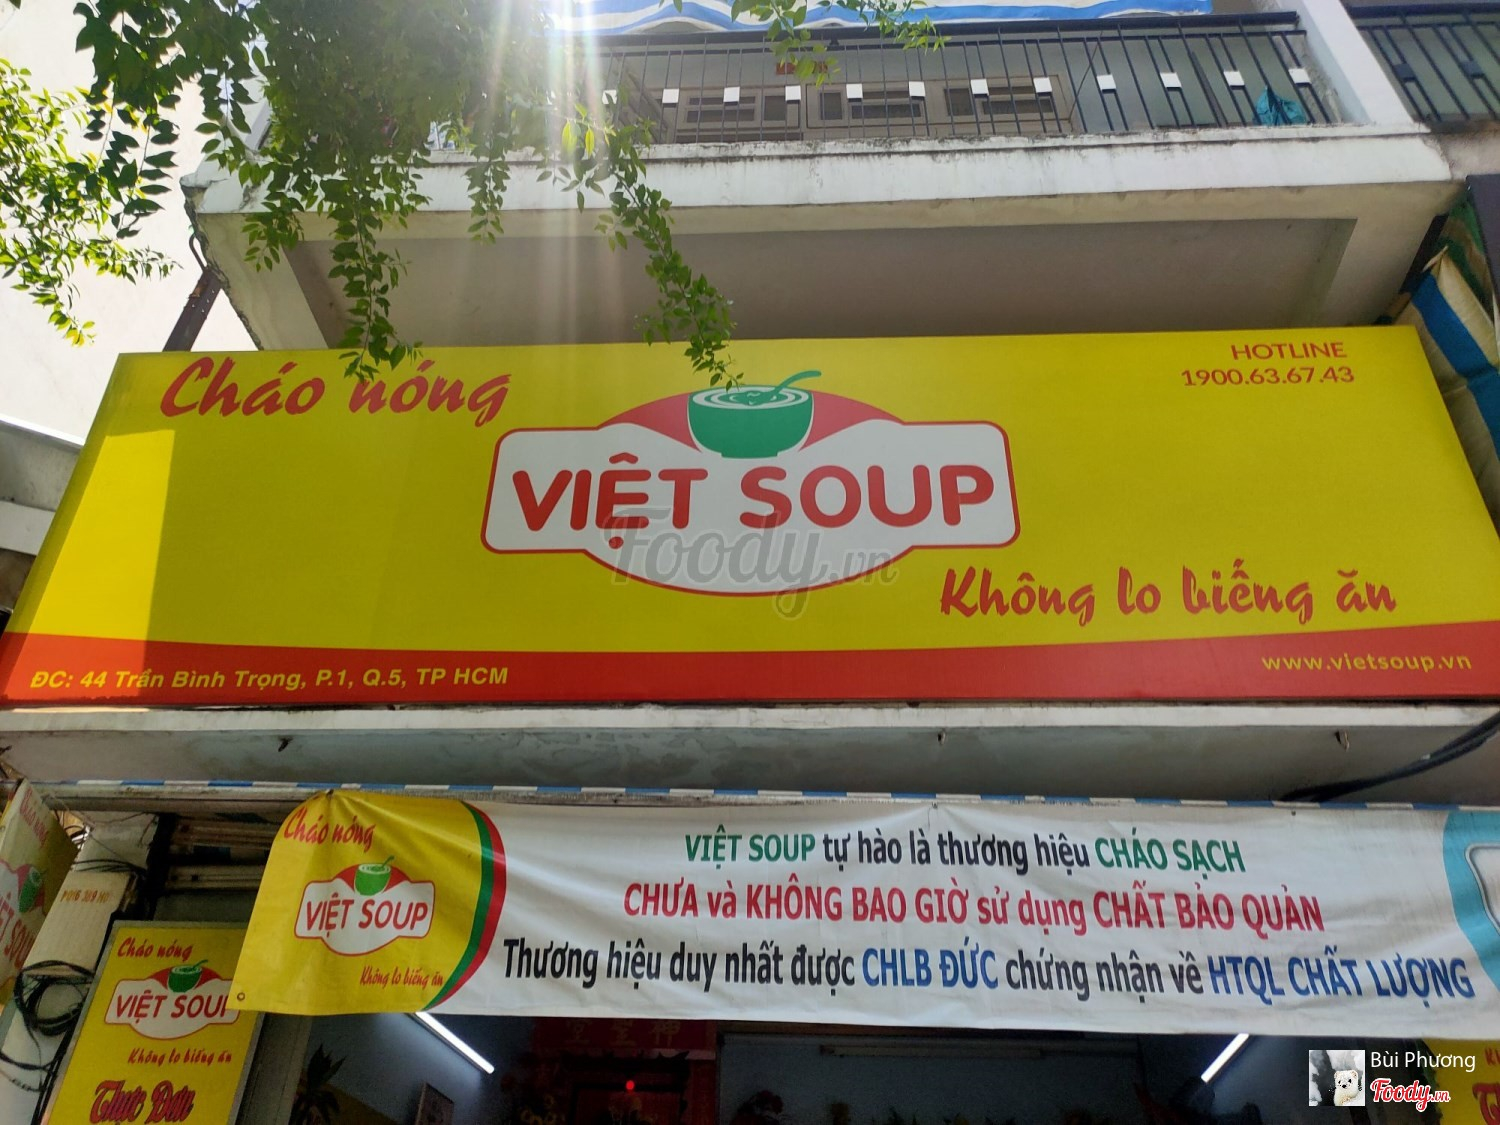 Cháo nóng
HOTLINE
1900.63.67.43
VIỆT SOUP
Foody.vn
Không lo biếng ăn
ĐC: 44 Trần Bình Trọng, P.1, Q.5, TP HCM
www.vietsoup.vn
Cháo nóng
VIỆT SOUP
Không lo biếng ăn
VIỆT SOUP tự hào là thương hiệu CHÁO SẠCH
CHƯA và KHÔNG BAO GIỜ sử dụng CHẤT BẢO QUẢN
Thương hiệu duy nhất được CHLB ĐỨC chứng nhận về HTQL CHẤT LƯỢNG
Cháo nóng
VIỆT SOUP
Không lo biếng ăn
Thực Đơn
Bùi Phương
Foody.vn